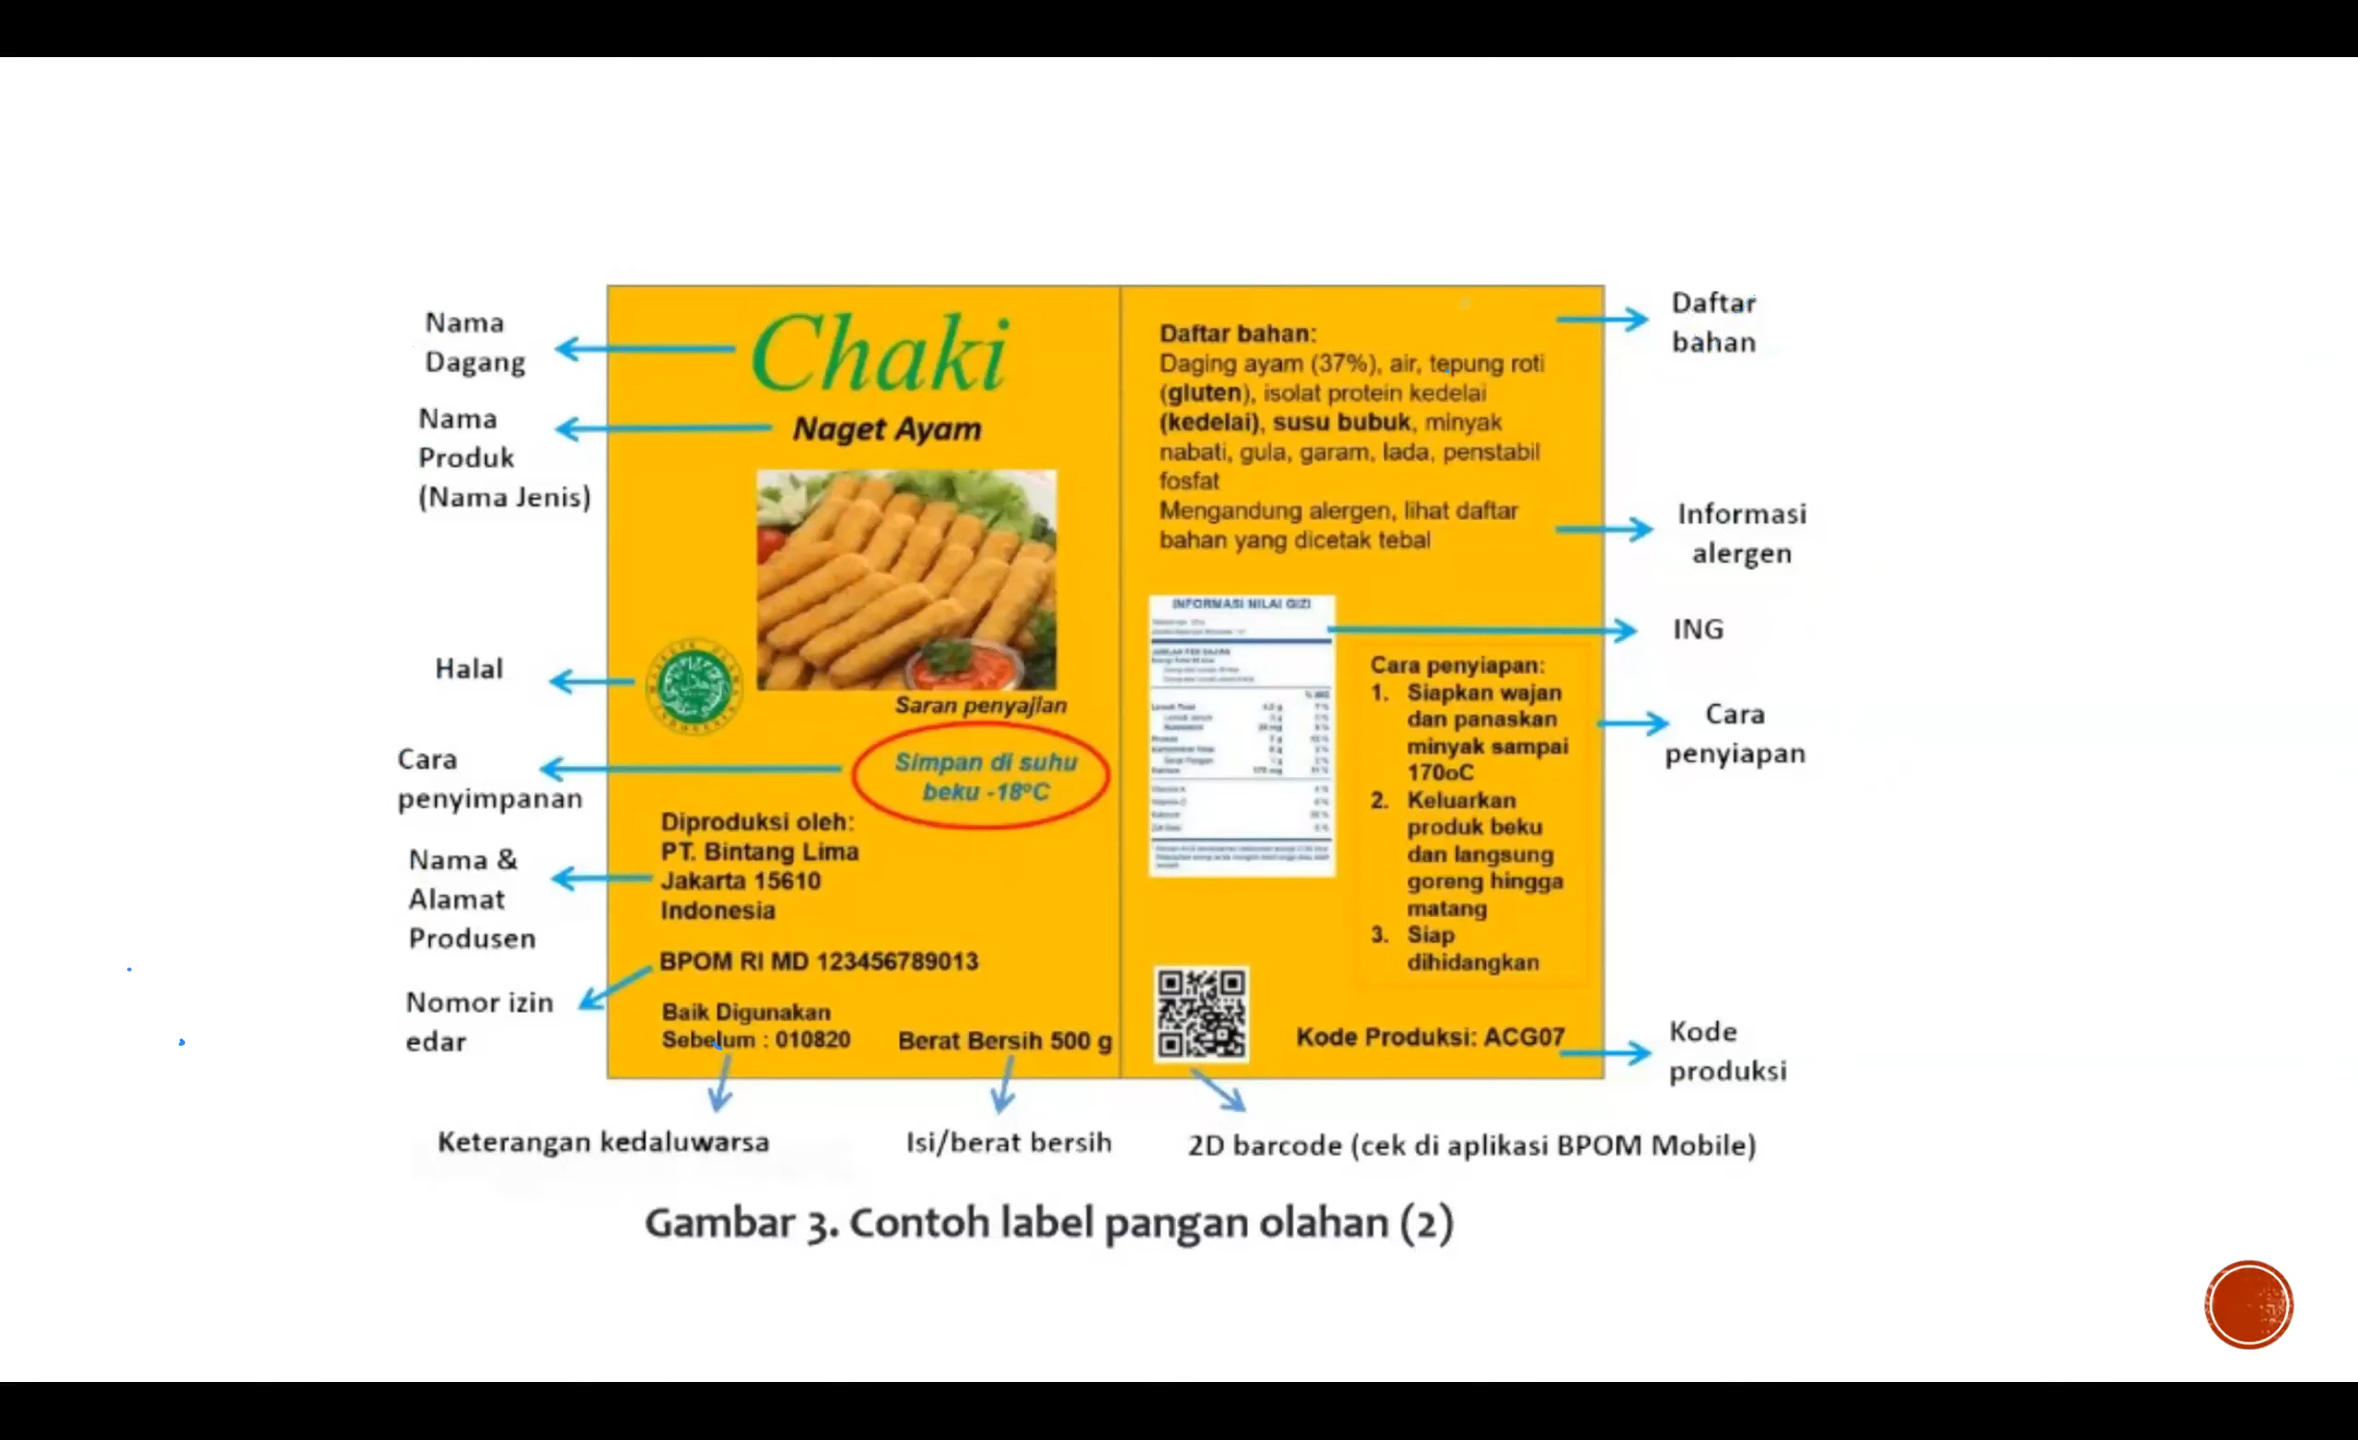 Nama
Dagang
Nama
Produk
(Nama Jenis)
Halal
Cara
penyimpanan
Nama &
Alamat
Produsen
Nomor izin
edar
Chaki
Naget Ayam
Saran penyajian
Simpan di suhu
beku -18°C
Diproduksi oleh:
PT. Bintang Lima
Jakarta 15610
Indonesia
BPOM RI MD 123456789013
Baik Digunakan
Sebelum : 010820
Berat Bersih 500 g
Daftar bahan:
Daging ayam (37%), air, tepung roti
(gluten), isolat protein kedelai
(kedelai), susu bubuk, minyak
nabati, gula, garam, lada, penstabil
fosfat
Mengandung alergen, lihat daftar
bahan yang dicetak tebal
INFORMASI NILAI GIZI
Cara penyiapan:
1. Siapkan wajan
dan panaskan
minyak sampai
170oC
2. Keluarkan
produk beku
dan langsung
goreng hingga
matang
3. Siap
dihidangkan
Kode Produksi: ACG07
Daftar
bahan
Informasi
alergen
ING
Cara
penyiapan
Kode
produksi
Keterangan kedaluwarsa
Isi/berat bersih
2D barcode (cek di aplikasi BPOM Mobile)
Gambar 3. Contoh label pangan olahan (2)